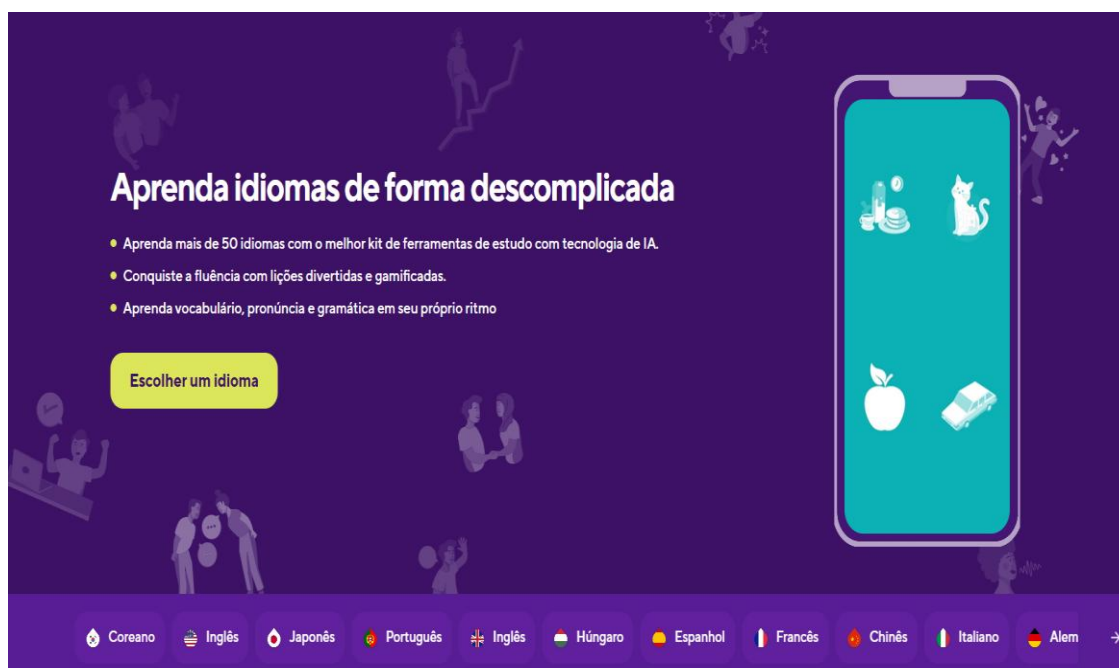 Aprenda idiomas de forma descomplicada
Aprenda mais de 50 idiomas com o melhor kit de ferramentas de estudo com tecnologia de IA.
Conquiste a fluência com lições divertidas e gamificadas.
Aprenda vocabulário, pronúncia e gramática em seu próprio ritmo
Escolher um idioma
Coreano Inglês Japonês Português Inglês Húngaro Espanhol Francês Chinês Italiano Alem